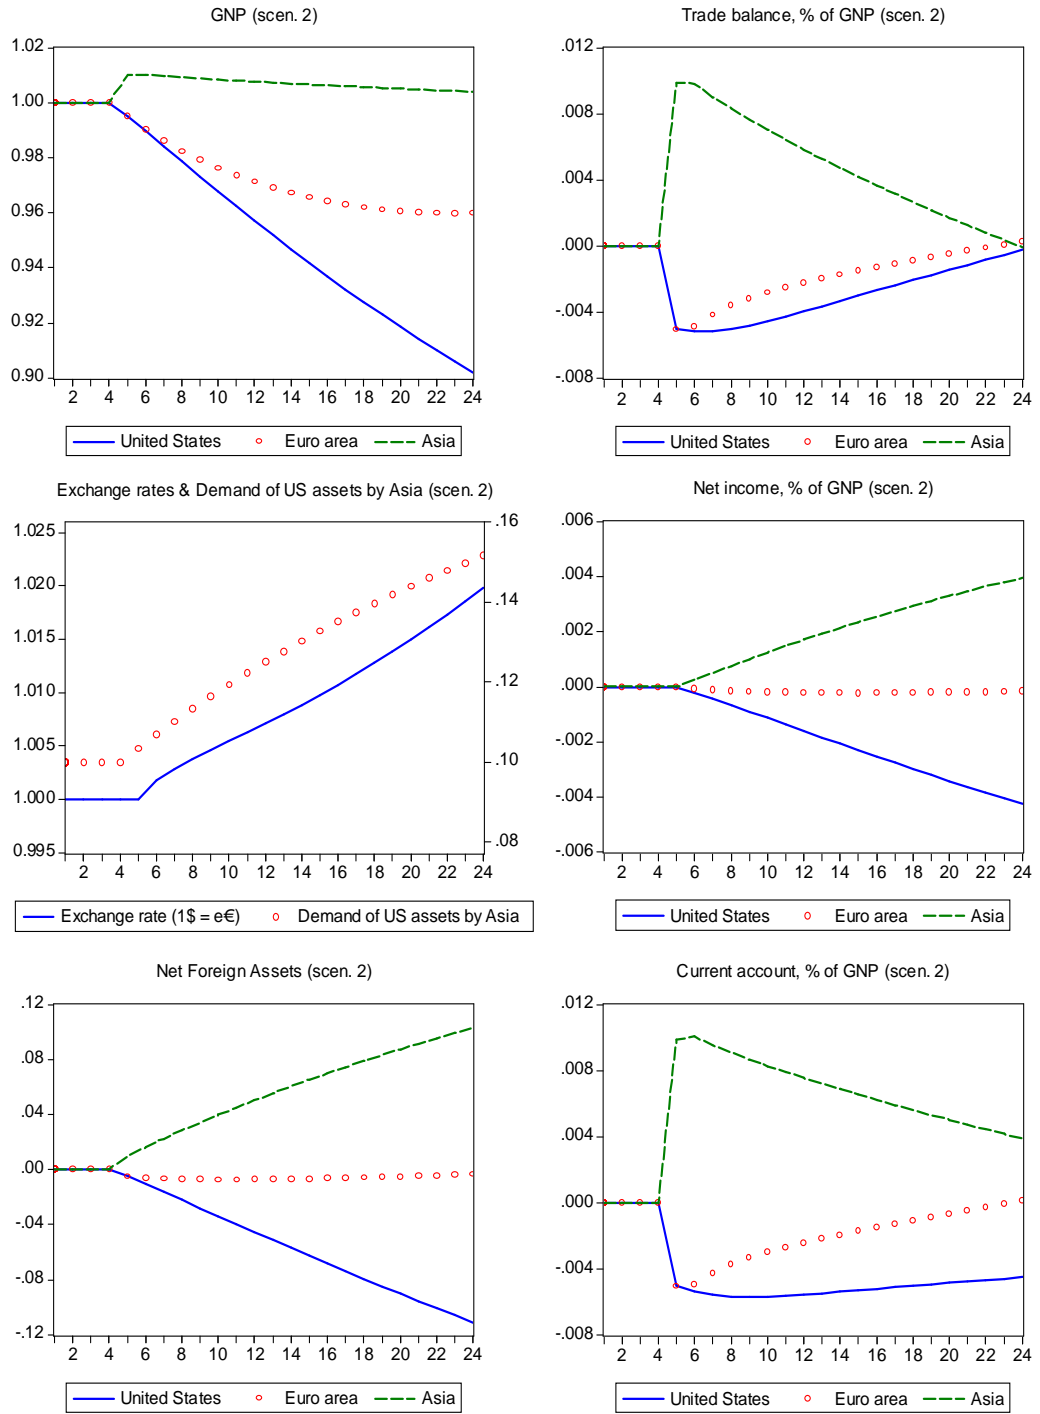 GNP (scen. 2)
1.02
1.00
0.98
0.96
0.94
0.92
0.90
2 4 6 8 10 12 14 16 18 20 22 24
United States Euro area Asia
Trade balance, % of GNP (scen. 2)
.012
.008
.004
.000
-.004
-.008
2 4 6 8 10 12 14 16 18 20 22 24
United States Euro area Asia
Exchange rates & Demand of US assets by Asia (scen. 2)
1.025
1.020
1.015
1.010
1.005
1.000
0.995
.16
.14
.12
.10
.08
2 4 6 8 10 12 14 16 18 20 22 24
Exchange rate (1$ = e€) Demand of US assets by Asia
Net income, % of GNP (scen. 2)
.006
.004
.002
.000
-.002
-.004
-.006
2 4 6 8 10 12 14 16 18 20 22 24
United States Euro area Asia
Net Foreign Assets (scen. 2)
.12
.08
.04
.00
-.04
-.08
-.12
2 4 6 8 10 12 14 16 18 20 22 24
United States Euro area Asia
Current account, % of GNP (scen. 2)
.012
.008
.004
.000
-.004
-.008
2 4 6 8 10 12 14 16 18 20 22 24
United States Euro area Asia